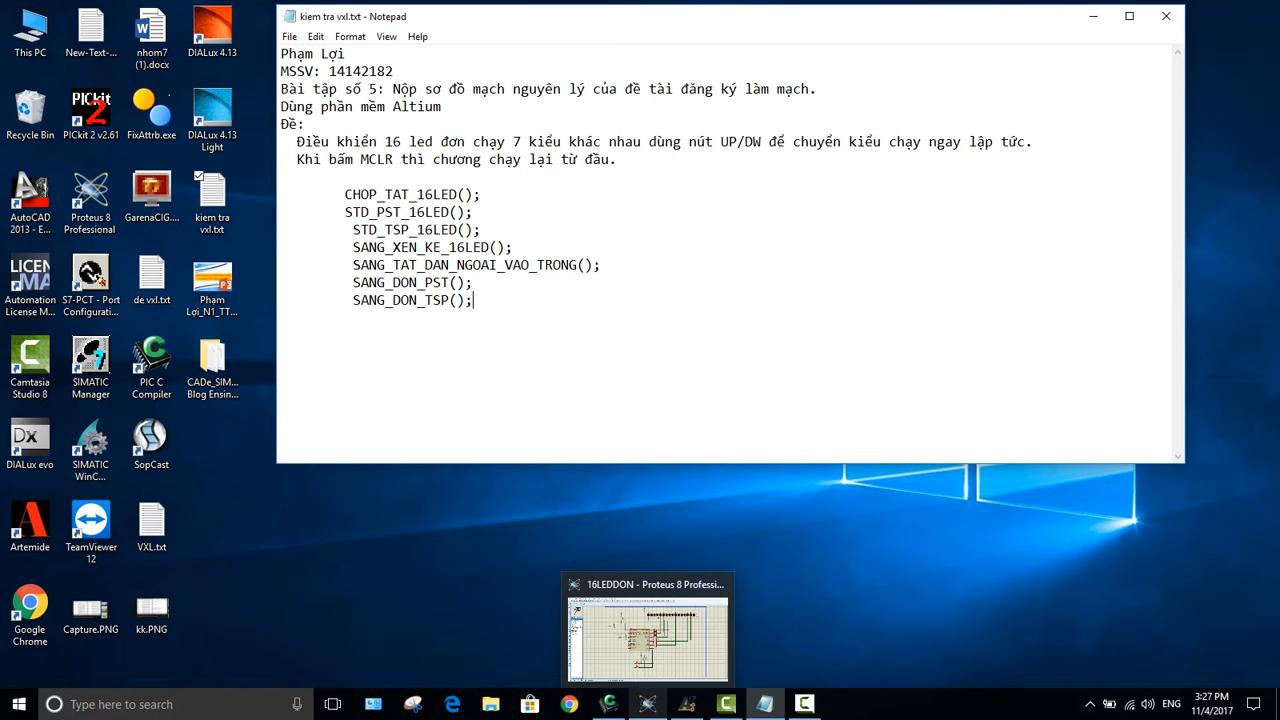 kiem tra vxl.txt - Notepad
File Edit Format View Help
Phạm Lợi
MSSV: 14142182
Bài tập số 5: Nộp sơ đồ mạch nguyên lý của đề tài đăng ký làm mạch.
Dùng phần mềm Altium
Đề:
Điều khiển 16 led đơn chạy 7 kiểu khác nhau dùng nút UP/DW để chuyển kiểu chạy ngay lập tức.
Khi bấm MCLR thì chương chạy lại từ đầu.
CHOP_TAT_16LED();
STD_PST_16LED();
STD_TSP_16LED();
SANG_XEN_KE_16LED();
SANG_TAT_DAN_NGOAI_VAO_TRONG();
SANG_DON_PST();
SANG_DON_TSP();
This PC
New-Text-...
nhom7
(1).docx
DIALux 4.13
Recycle Bin
PICkit 2 v2.61
FixAttrb.exe
DIALux 4.13
Light
AutoCAD
2013 - E...
Proteus 8
Professional
GarenaCIG....
kiem tra
vxl.txt
Automation
License M...
S7-PCT - Port
Configurati...
de vxl.txt
Phạm
Lợi_N1_TT...
Camtasia
Studio 8
SIMATIC
Manager
PIC C
Compiler
CADe_SIM...
Blog Ensin...
DIALux evo
SIMATIC
WinC...
SopCast
Artemide
TeamViewer
12
VXL.txt
Google
Chrome
Capture.PNG
kk.PNG
16LEDDON - Proteus 8 Professi...
Type here to search
ENG
3:27 PM
11/4/2017